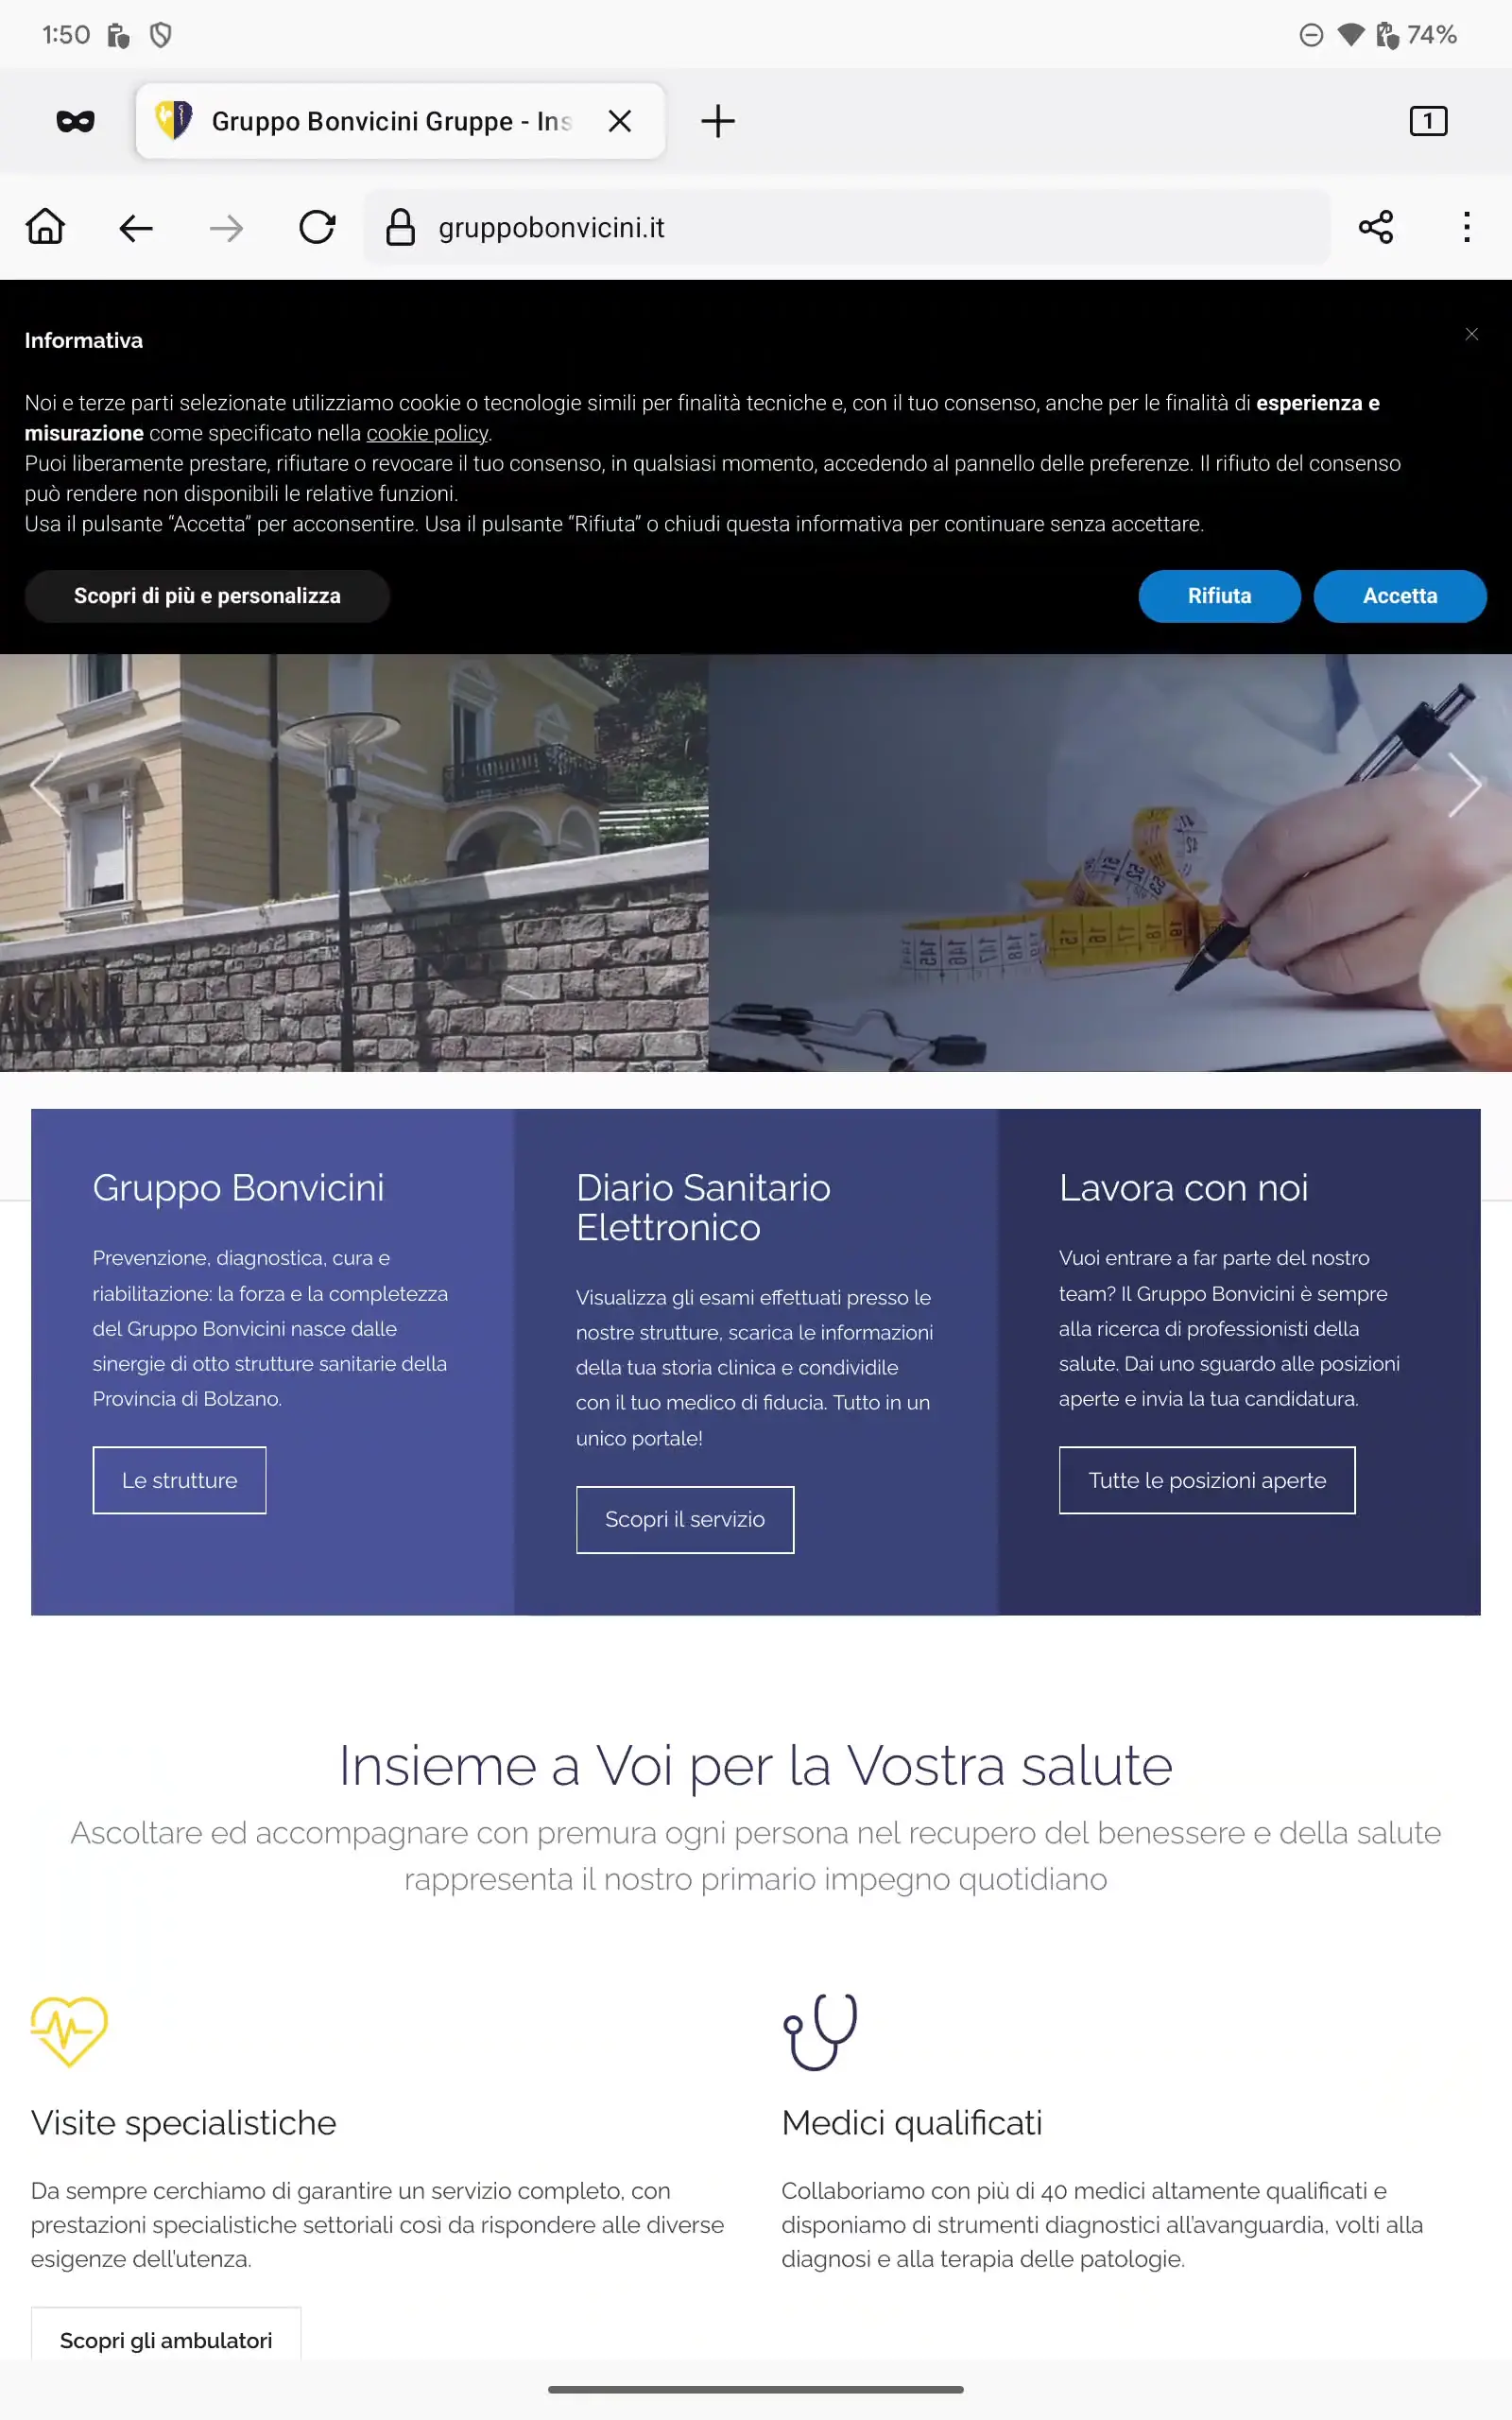 1:50
74%
Gruppo Bonvicini Gruppe - Ins
1
gruppobonvicini.it
Informativa
Noi e terze parti selezionate utilizziamo cookie o tecnologie simili per finalità tecniche e, con il tuo consenso, anche per le finalità di esperienza e
misurazione come specificato nella cookie policy.
Puoi liberamente prestare, rifiutare o revocare il tuo consenso, in qualsiasi momento, accedendo al pannello delle preferenze. Il rifiuto del consenso
può rendere non disponibili le relative funzioni.
Usa il pulsante “Accetta” per acconsentire. Usa il pulsante “Rifiuta” o chiudi questa informativa per continuare senza accettare.
Scopri di più e personalizza
Rifiuta
Accetta
Gruppo Bonvicini
Prevenzione, diagnostica, cura e
riabilitazione: la forza e la completezza
del Gruppo Bonvicini nasce dalle
sinergie di otto strutture sanitarie della
Provincia di Bolzano.
Le strutture
Diario Sanitario
Elettronico
Visualizza gli esami effettuati presso le
nostre strutture, scarica le informazioni
della tua storia clinica e condividile
con il tuo medico di fiducia. Tutto in un
unico portale!
Scopri il servizio
Lavora con noi
Vuoi entrare a far parte del nostro
team? Il Gruppo Bonvicini è sempre
alla ricerca di professionisti della
salute. Dai uno sguardo alle posizioni
aperte e invia la tua candidatura.
Tutte le posizioni aperte
Insieme a Voi per la Vostra salute
Ascoltare ed accompagnare con premura ogni persona nel recupero del benessere e della salute
rappresenta il nostro primario impegno quotidiano
Visite specialistiche
Da sempre cerchiamo di garantire un servizio completo, con
prestazioni specialistiche settoriali così da rispondere alle diverse
esigenze dell'utenza.
Scopri gli ambulatori
Medici qualificati
Collaboriamo con più di 40 medici altamente qualificati e
disponiamo di strumenti diagnostici all'avanguardia, volti alla
diagnosi e alla terapia delle patologie.